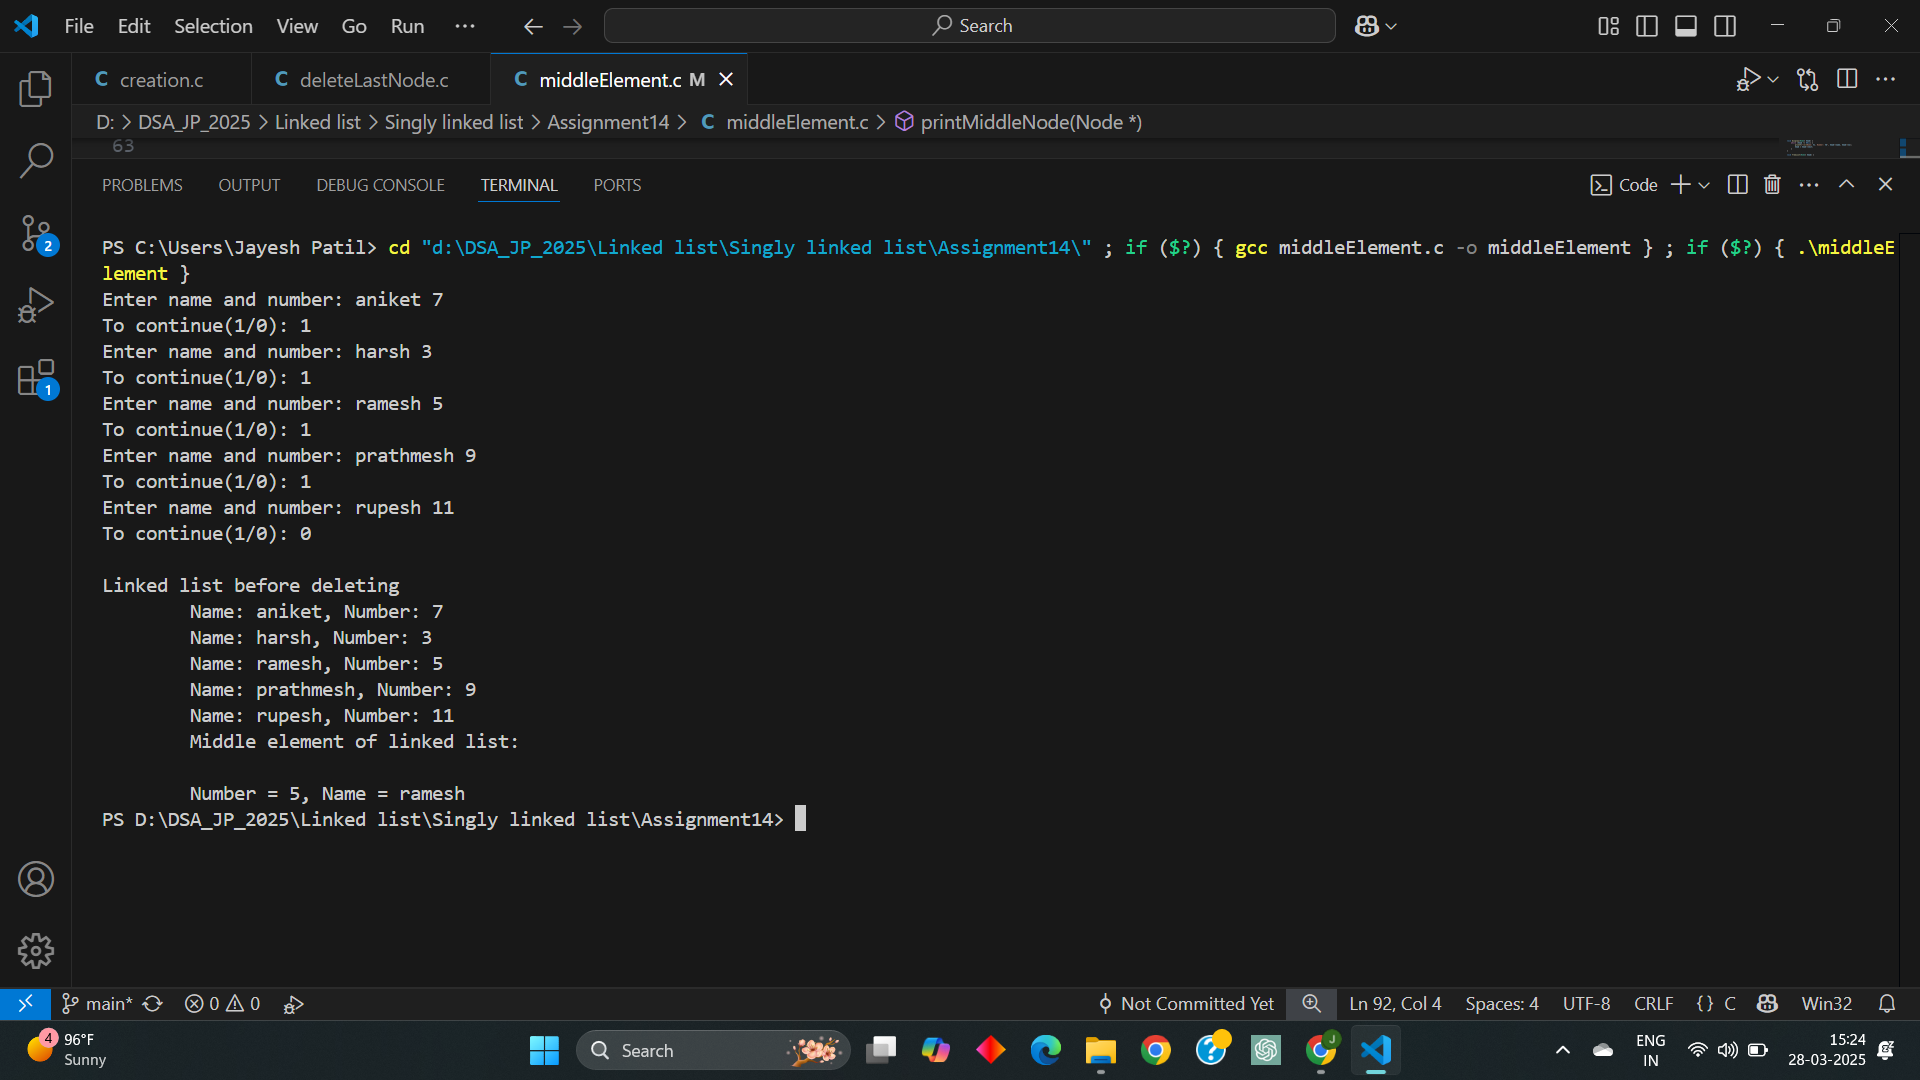 File Edit Selection View Go Run ··· Search
C creation.c C deleteLastNode.c C middleElement.c M
D: > DSA_JP_2025 > Linked list > Singly linked list > Assignment14 > C middleElement.c > printMiddleNode(Node *)
63
PROBLEMS OUTPUT DEBUG CONSOLE TERMINAL PORTS Code
PS C:\Users\Jayesh Patil> cd "d:\DSA_JP_2025\Linked list\Singly linked list\Assignment14\" ; if ($?) { gcc middleElement.c -o middleElement } ; if ($?) { .\middleE
lement }
Enter name and number: aniket 7
To continue(1/0): 1
Enter name and number: harsh 3
To continue(1/0): 1
Enter name and number: ramesh 5
To continue(1/0): 1
Enter name and number: prathmesh 9
To continue(1/0): 1
Enter name and number: rupesh 11
To continue(1/0): 0
Linked list before deleting
Name: aniket, Number: 7
Name: harsh, Number: 3
Name: ramesh, Number: 5
Name: prathmesh, Number: 9
Name: rupesh, Number: 11
Middle element of linked list:
Number = 5, Name = ramesh
PS D:\DSA_JP_2025\Linked list\Singly linked list\Assignment14>
2
1
main* 0 0 Not Committed Yet Ln 92, Col 4 Spaces: 4 UTF-8 CRLF {} C Win32
4 96°F
Sunny
Search
J
ENG
IN
15:24
28-03-2025